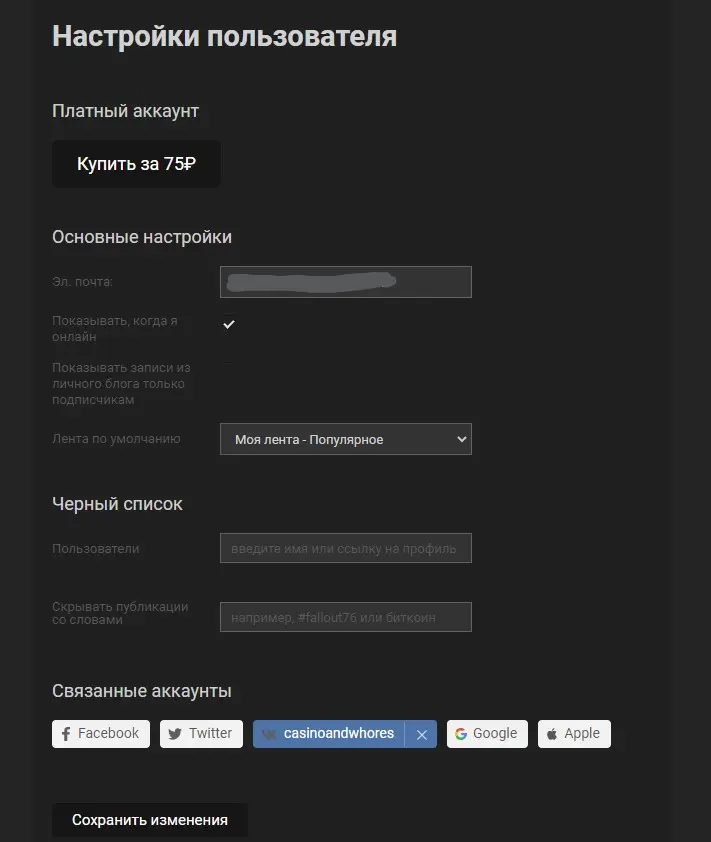 Настройки пользователя
Платный аккаунт
Купить за 75₽
Основные настройки
Эл. почта:
Показывать, когда я
онлайн
Показывать записи из
личного блога только
подписчикам
Лента по умолчанию
Моя лента - Популярное
Черный список
Пользователи
введите имя или ссылку на профиль
Скрывать публикации
со словами
например, #fallout76 или биткоин
Связанные аккаунты
Facebook
Twitter
casinoandwhores
Google
Apple
Сохранить изменения